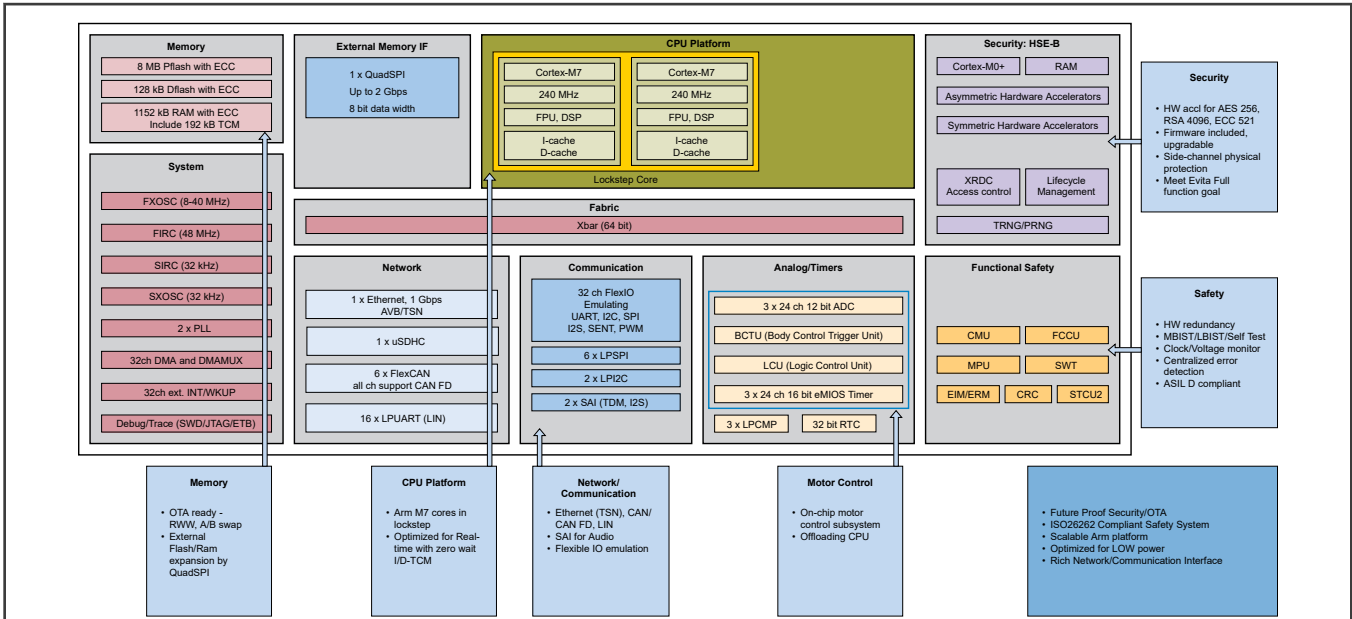 Memory
8 MB Pflash with ECC
128 kB Dflash with ECC
1152 kB RAM with ECC
Include 192 kB TCM
External Memory IF
1 x QuadSPI
Up to 2 Gbps
8 bit data width
CPU Platform
Cortex-M7
240 MHz
FPU, DSP
I-cache
D-cache
Cortex-M7
240 MHz
FPU, DSP
I-cache
D-cache
Lockstep Core
Security: HSE-B
Cortex-M0+
RAM
Asymmetric Hardware Accelerators
Symmetric Hardware Accelerators
XRDC
Access control
Lifecycle
Management
TRNG/PRNG
Security
• HW accl for AES 256,
RSA 4096, ECC 521
• Firmware included,
upgradable
• Side-channel physical
protection
• Meet Evita Full
function goal
System
FXOSC (8-40 MHz)
FIRC (48 MHz)
SIRC (32 kHz)
SXOSC (32 kHz)
2 x PLL
32ch DMA and DMAMUX
32ch ext. INT/WKUP
Debug/Trace (SWD/JTAG/ETB)
Fabric
Xbar (64 bit)
Network
1 x Ethernet, 1 Gbps
AVB/TSN
1 x uSDHC
6 x FlexCAN
all ch support CAN FD
16 x LPUART (LIN)
Communication
32 ch FlexIO
Emulating
UART, I2C, SPI
I2S, SENT, PWM
6 x LPSPI
2 x LPI2C
2 x SAI (TDM, I2S)
Analog/Timers
3 x 24 ch 12 bit ADC
BCTU (Body Control Trigger Unit)
LCU (Logic Control Unit)
3 x 24 ch 16 bit eMIOS Timer
3 x LPCMP
32 bit RTC
Functional Safety
CMU
FCCU
MPU
SWT
EIM/ERM
CRC
STCU2
Safety
• HW redundancy
• MBIST/LBIST/Self Test
• Clock/Voltage monitor
• Centralized error
detection
• ASIL D compliant
Memory
• OTA ready -
RWW, A/B swap
• External
Flash/Ram
expansion by
QuadSPI
CPU Platform
• Arm M7 cores in
lockstep
• Optimized for Real-
time with zero wait
I/D-TCM
Network/
Communication
• Ethernet (TSN), CAN/
CAN FD, LIN
• SAI for Audio
• Flexible IO emulation
Motor Control
• On-chip motor
control subsystem
• Offloading CPU
• Future Proof Security/OTA
• ISO26262 Compliant Safety System
• Scalable Arm platform
• Optimized for LOW power
• Rich Network/Communication Interface